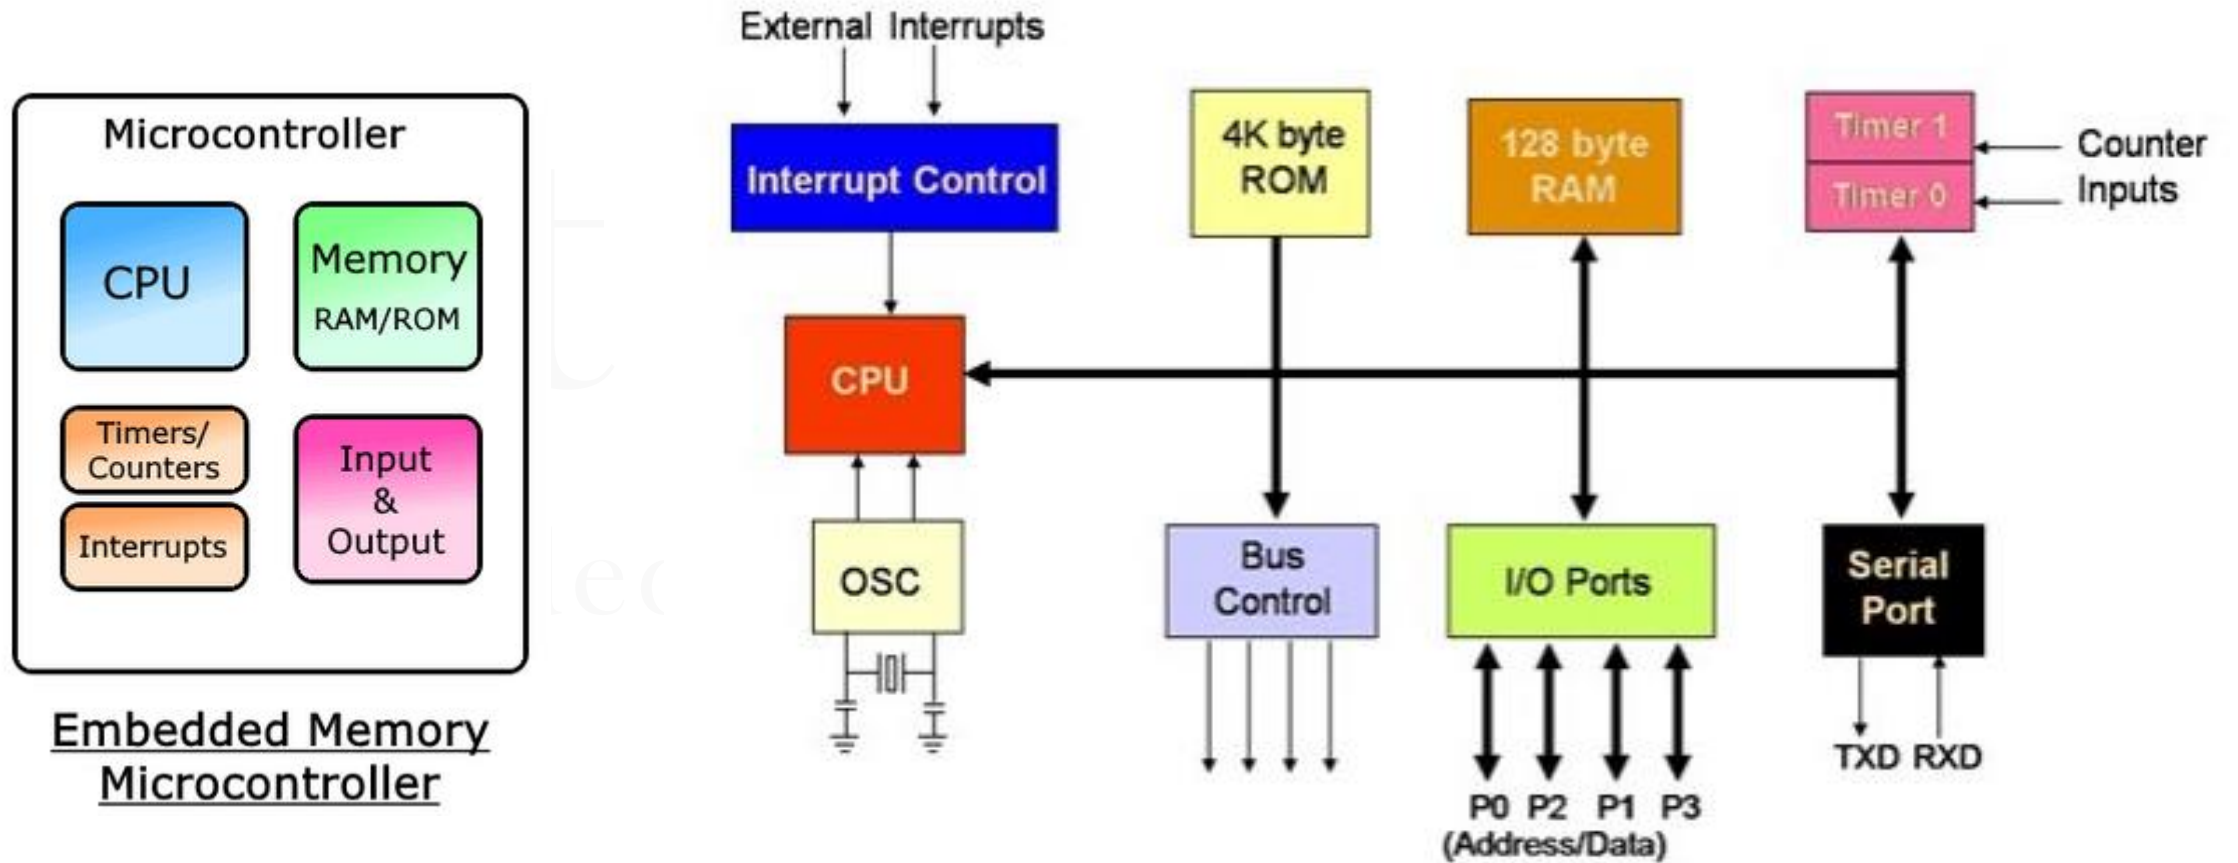 Microcontroller
CPU
Memory
RAM/ROM
Timers/
Counters
Interrupts
Input
&
Output
Embedded Memory
Microcontroller
External Interrupts
Interrupt Control
4K byte
ROM
128 byte
RAM
Timer 1
Timer 0
Counter
Inputs
CPU
OSC
Bus
Control
I/O Ports
Serial
Port
TXD RXD
P0 P2 P1 P3
(Address/Data)